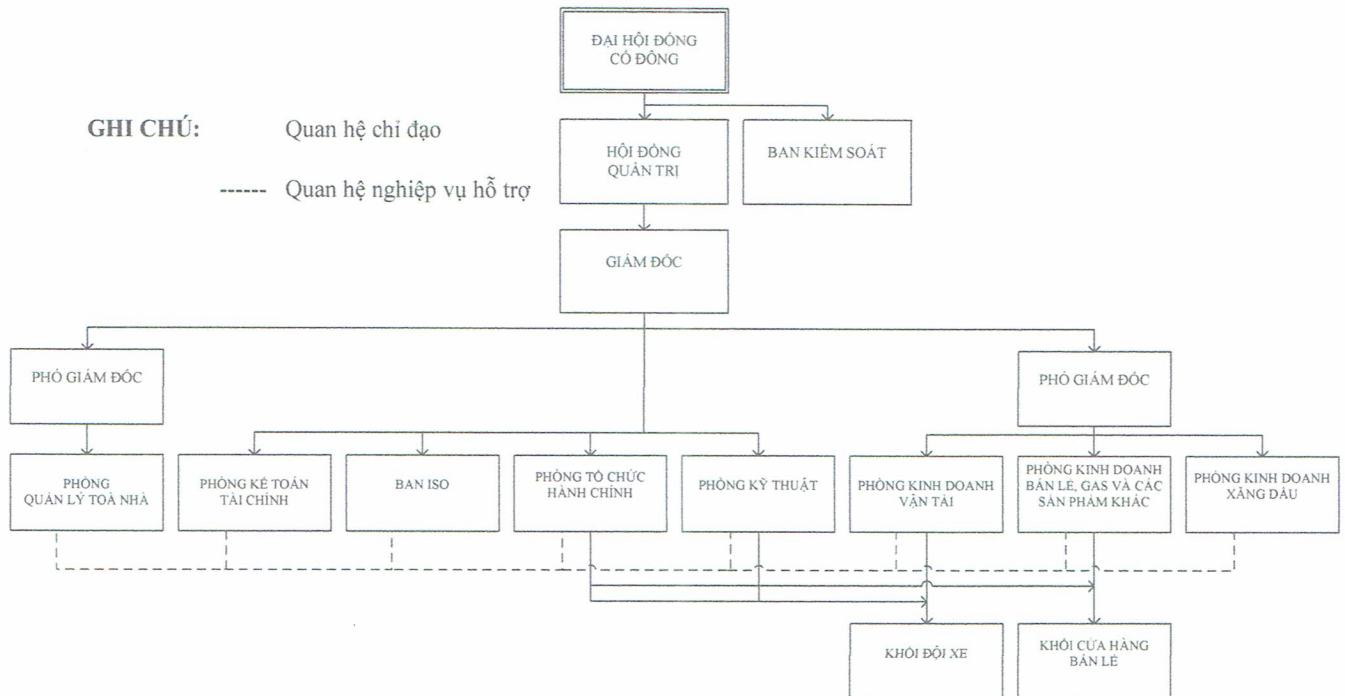 ĐẠI HỘI ĐỒNG
CỔ ĐÔNG
GHI CHÚ: Quan hệ chỉ đạo
------ Quan hệ nghiệp vụ hỗ trợ
HỘI ĐỒNG
QUẢN TRỊ
BAN KIỂM SOÁT
GIÁM ĐỐC
PHÓ GIÁM ĐỐC
PHÓ GIÁM ĐỐC
PHÒNG
QUẢN LÝ TOÀ NHÀ
PHÒNG KẾ TOÁN
TÀI CHÍNH
BAN ISO
PHÒNG TỔ CHỨC
HÀNH CHÍNH
PHÒNG KỸ THUẬT
PHÒNG KINH DOANH
VẬN TẢI
PHÒNG KINH DOANH
BÁN LẺ, GAS VÀ CÁC
SẢN PHẨM KHÁC
PHÒNG KINH DOANH
XĂNG DẦU
KHỐI ĐỘI XE
KHỐI CỬA HÀNG
BÁN LẺ